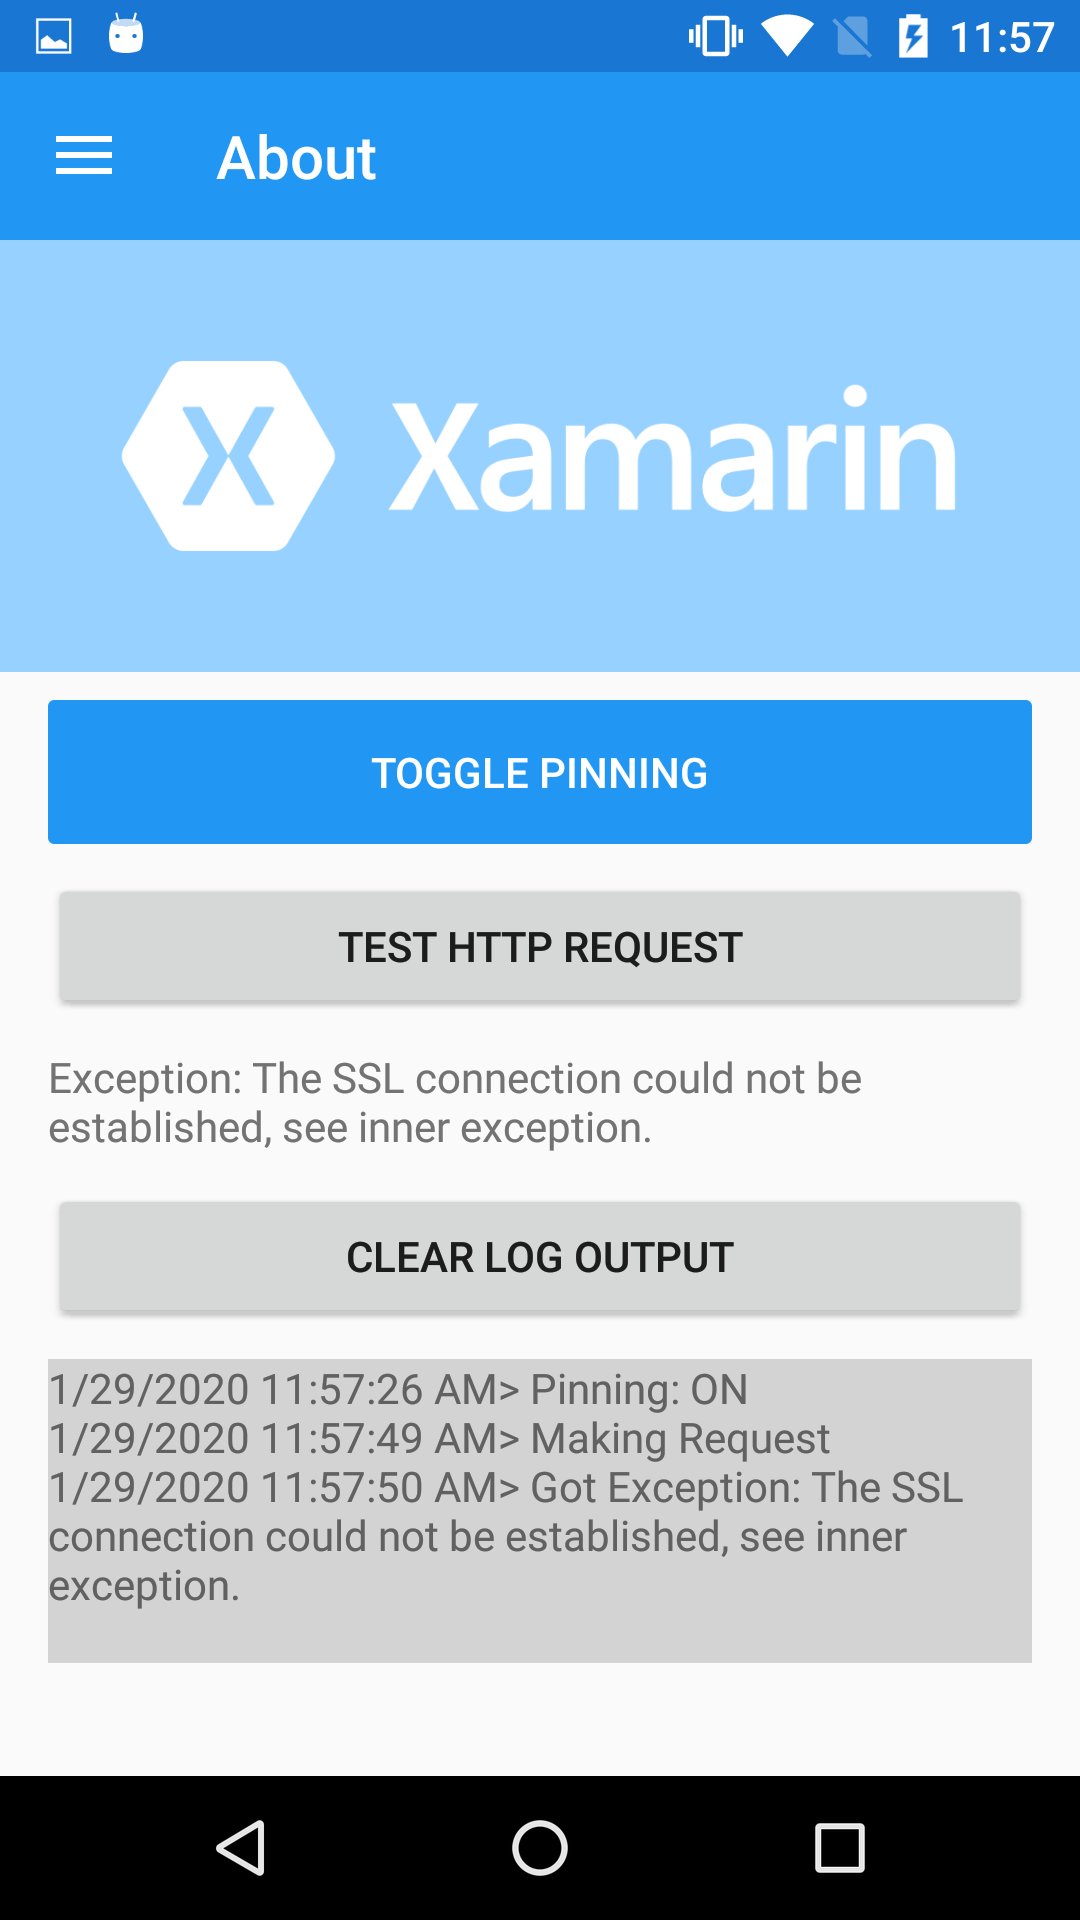 11:57
About
Xamarin
TOGGLE PINNING
TEST HTTP REQUEST
Exception: The SSL connection could not be
established, see inner exception.
CLEAR LOG OUTPUT
1/29/2020 11:57:26 AM> Pinning: ON
1/29/2020 11:57:49 AM> Making Request
1/29/2020 11:57:50 AM> Got Exception: The SSL
connection could not be established, see inner
exception.